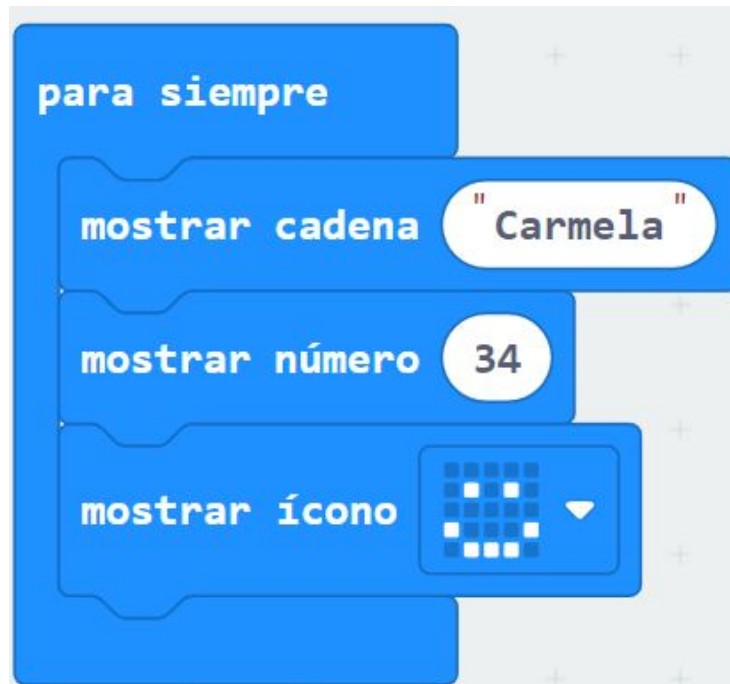 para siempre
mostrar cadena "Carmela"
mostrar número 34
mostrar ícono